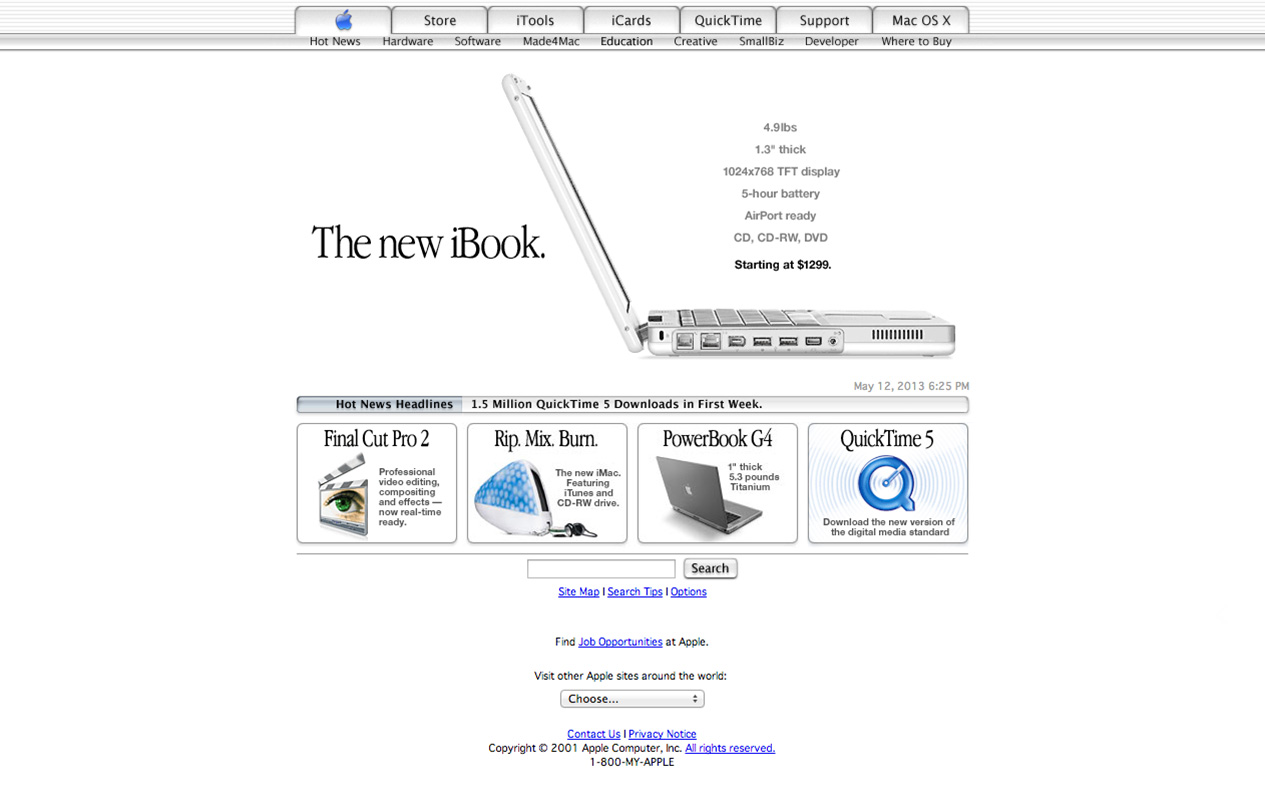 Store iTools iCards QuickTime Support Mac OS X
Hot News Hardware Software Made4Mac Education Creative SmallBiz Developer Where to Buy
4.9lbs
1.3" thick
1024x768 TFT display
5-hour battery
AirPort ready
CD, CD-RW, DVD
Starting at $1299.
The new iBook.
May 12, 2013 6:25 PM
Hot News Headlines 1.5 Million QuickTime 5 Downloads in First Week.
Final Cut Pro 2
Professional
video editing,
compositing
and effects —
now real-time
ready.
Rip. Mix. Burn.
The new iMac.
Featuring
iTunes and
CD-RW drive.
PowerBook G4
1" thick
5.3 pounds
Titanium
QuickTime 5
Download the new version of
the digital media standard
Search
Site Map | Search Tips | Options
Find Job Opportunities at Apple.
Visit other Apple sites around the world:
Choose...
Contact Us | Privacy Notice
Copyright © 2001 Apple Computer, Inc. All rights reserved.
1-800-MY-APPLE